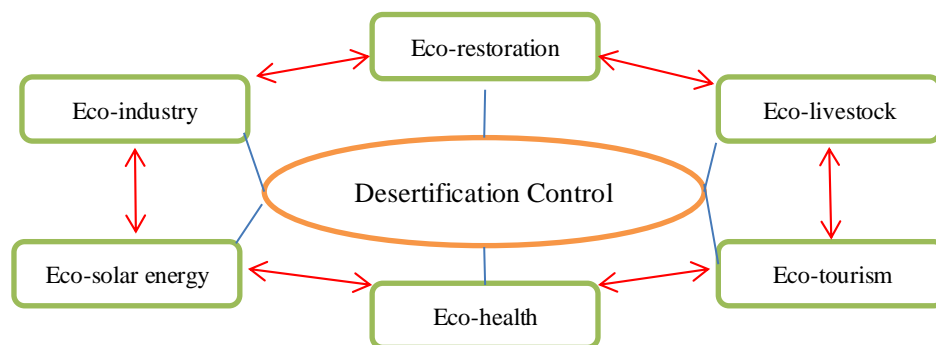 Eco-restoration
Eco-industry
Eco-livestock
Desertification Control
Eco-solar energy
Eco-tourism
Eco-health